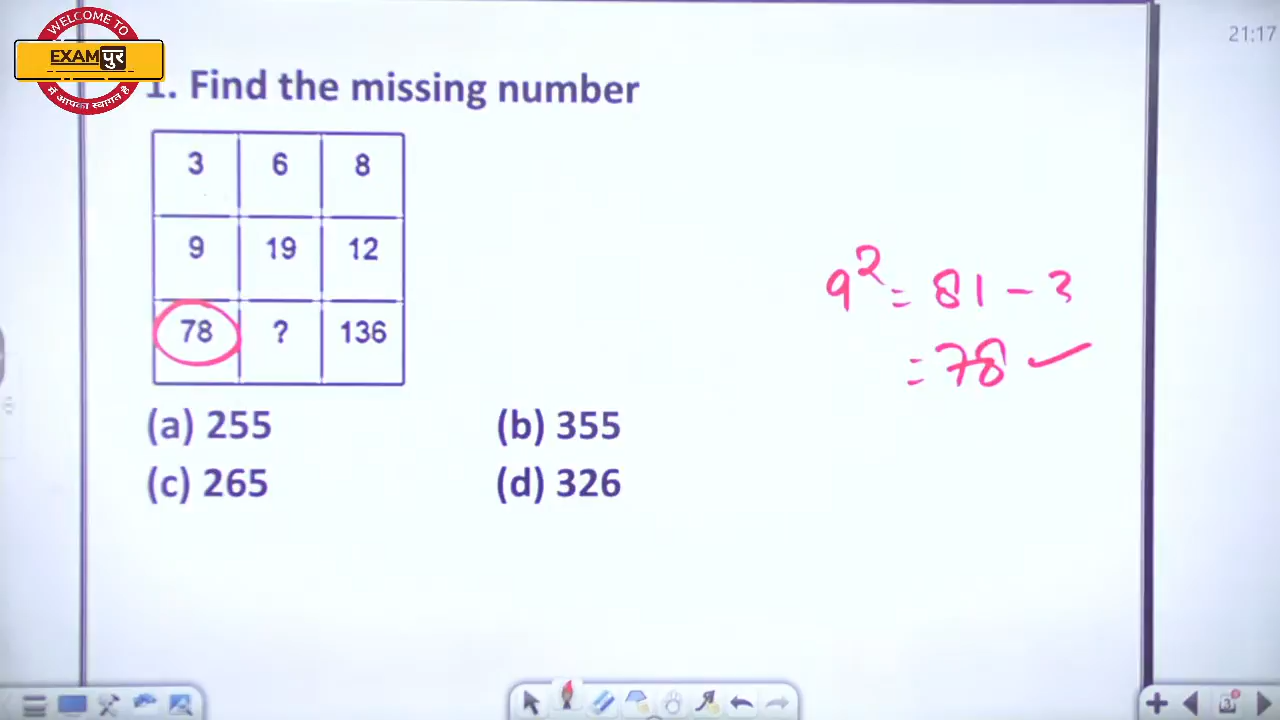 WELCOME TO
EXAMपुर
में आपका स्वागत है
21:17
1. Find the missing number
3 6 8
9 19 12
78 ? 136
9² = 81 - 3
= 78 ✓
(a) 255 (b) 355
(c) 265 (d) 326
3